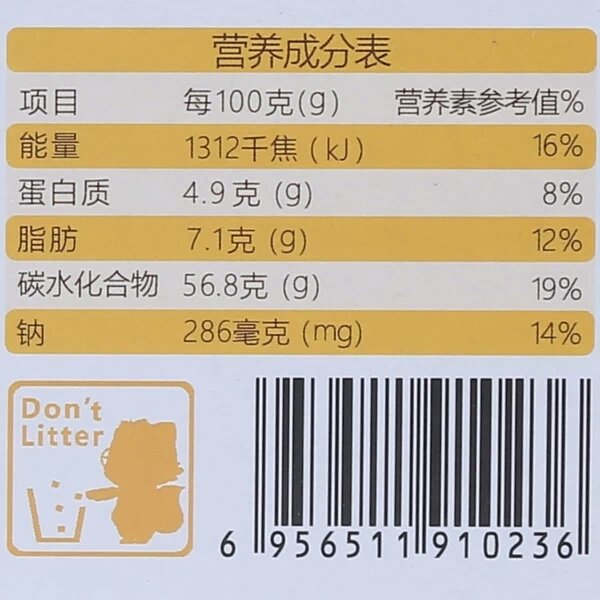 营养成分表
项目 每100克(g) 营养素参考值%
能量 1312千焦(kJ) 16%
蛋白质 4.9克(g) 8%
脂肪 7.1克(g) 12%
碳水化合物 56.8克(g) 19%
钠 286毫克(mg) 14%
Don't
Litter
6 956511 910236